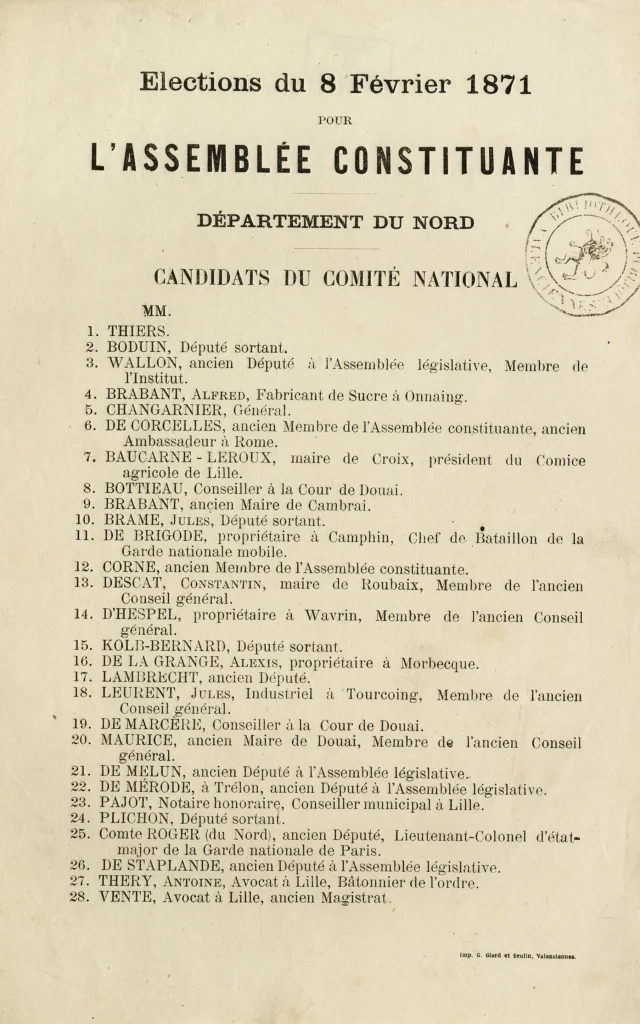 Elections du 8 Février 1871
POUR
L'ASSEMBLÉE CONSTITUANTE
DÉPARTEMENT DU NORD
BIBLIOTHEQUE PUBLIQUE VALENCIENNES
CANDIDATS DU COMITÉ NATIONAL
MM.
1. THIERS.
2. BODUIN, Député sortant.
3. WALLON, ancien Député à l'Assemblée législative, Membre de
l'Institut.
4. BRABANT, ALFRED, Fabricant de Sucre à Onnaing.
5. CHANGARNIER, Général.
6. DE CORCELLES, ancien Membre de l'Assemblée constituante, ancien
Ambassadeur à Rome.
7. BAUCARNE-LEROUX, maire de Croix, président du Comice
agricole de Lille.
8. BOTTIEAU, Conseiller à la Cour de Douai.
9. BRABANT, ancien Maire de Cambrai.
10. BRAME, JULES, Député sortant.
11. DE BRIGODE, propriétaire à Camphin, Chef de Bataillon de la
Garde nationale mobile.
12. CORNE, ancien Membre de l'Assemblée constituante.
13. DESCAT, CONSTANTIN, maire de Roubaix, Membre de l'ancien
Conseil général.
14. D'HESPEL, propriétaire à Wavrin, Membre de l'ancien Conseil
général.
15. KOLB-BERNARD, Député sortant.
16. DE LA GRANGE, ALEXIS, propriétaire à Morbecque.
17. LAMBRECHT, ancien Député.
18. LEURENT, JULES, Industriel à Tourcoing, Membre de l'ancien
Conseil général.
19. DE MARCÈRE, Conseiller à la Cour de Douai.
20. MAURICE, ancien Maire de Douai, Membre de l'ancien Conseil
général.
21. DE MELUN, ancien Député à l'Assemblée législative.
22. DE MÉRODE, à Trélon, ancien Député à l'Assemblée législative.
23. PAJOT, Notaire honoraire, Conseiller municipal à Lille.
24. PLICHON, Député sortant.
25. Comte ROGER (du Nord), ancien Député, Lieutenant-Colonel d'état-
major de la Garde nationale de Paris.
26. DE STAPLANDE, ancien Député à l'Assemblée législative.
27. THERY, ANTOINE, Avocat à Lille, Bâtonnier de l'ordre.
28. VENTE, Avocat à Lille, ancien Magistrat.
Imp. G. Giard et Seulin, Valenciennes.